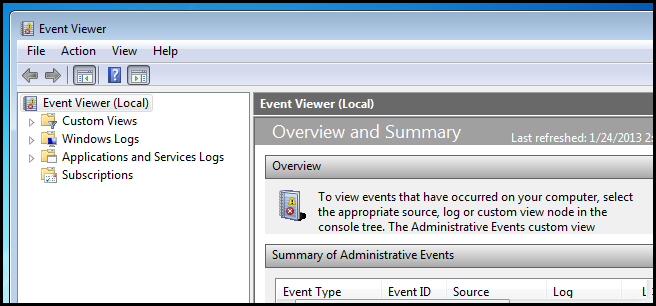 Event Viewer
File Action View Help
Event Viewer (Local)
Custom Views
Windows Logs
Applications and Services Logs
Subscriptions
Event Viewer (Local)
Overview and Summary
Last refreshed: 1/24/2013 2:
Overview
To view events that have occurred on your computer, select
the appropriate source, log or custom view node in the
console tree. The Administrative Events custom view
Summary of Administrative Events
Event Type Event ID Source Log